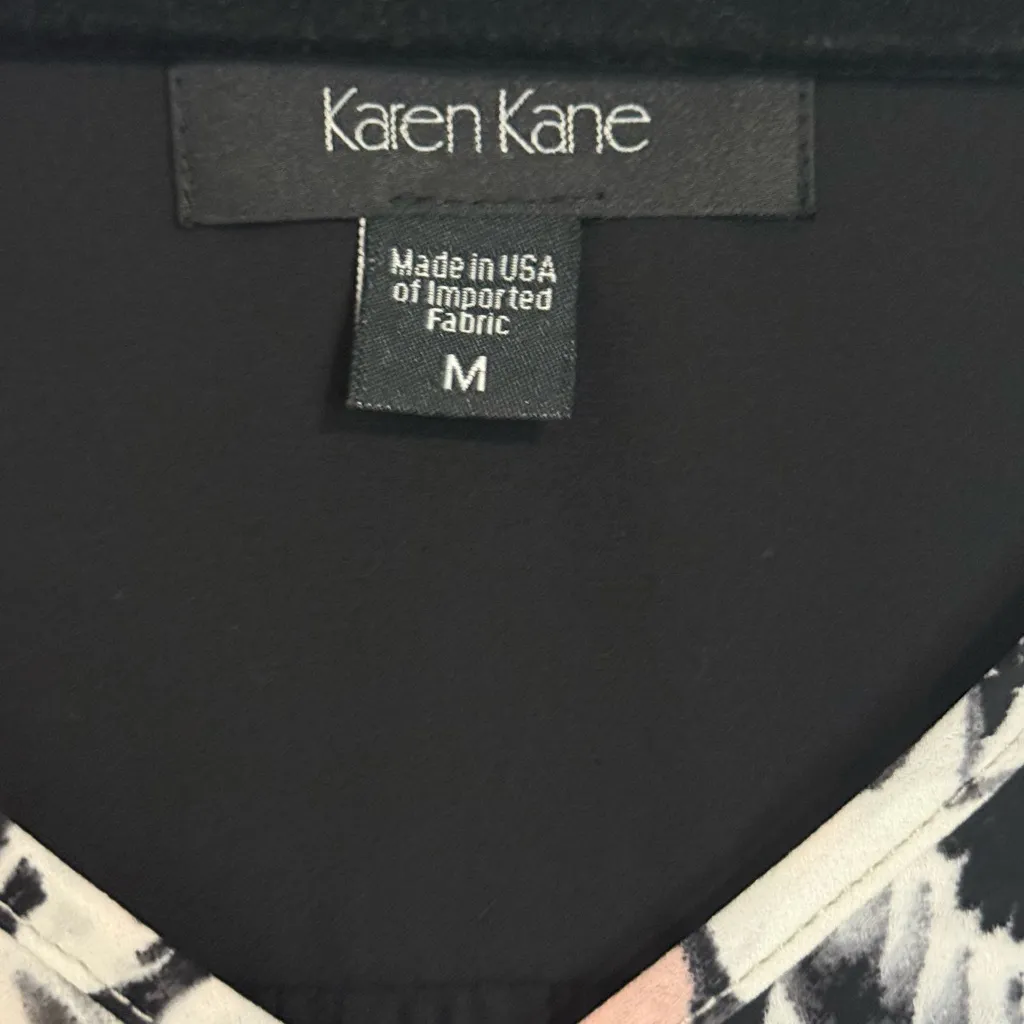 Karen Kane
Made in USA
of Imported
Fabric
M